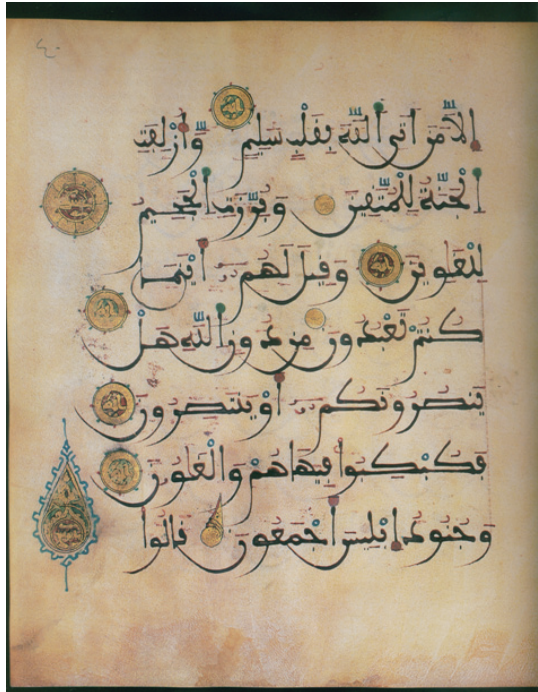 إلا من أتى الله بقلب سليم وأزلفت
الجنة للمتقين وبرزت الجحيم
للغاوين وقيل لهم أينما
كنتم تعبدون من دون الله هل
ينصرونكم أو ينتصرون
فكبكبوا فيها هم والغاون
وجنود إبليس أجمعون قالوا